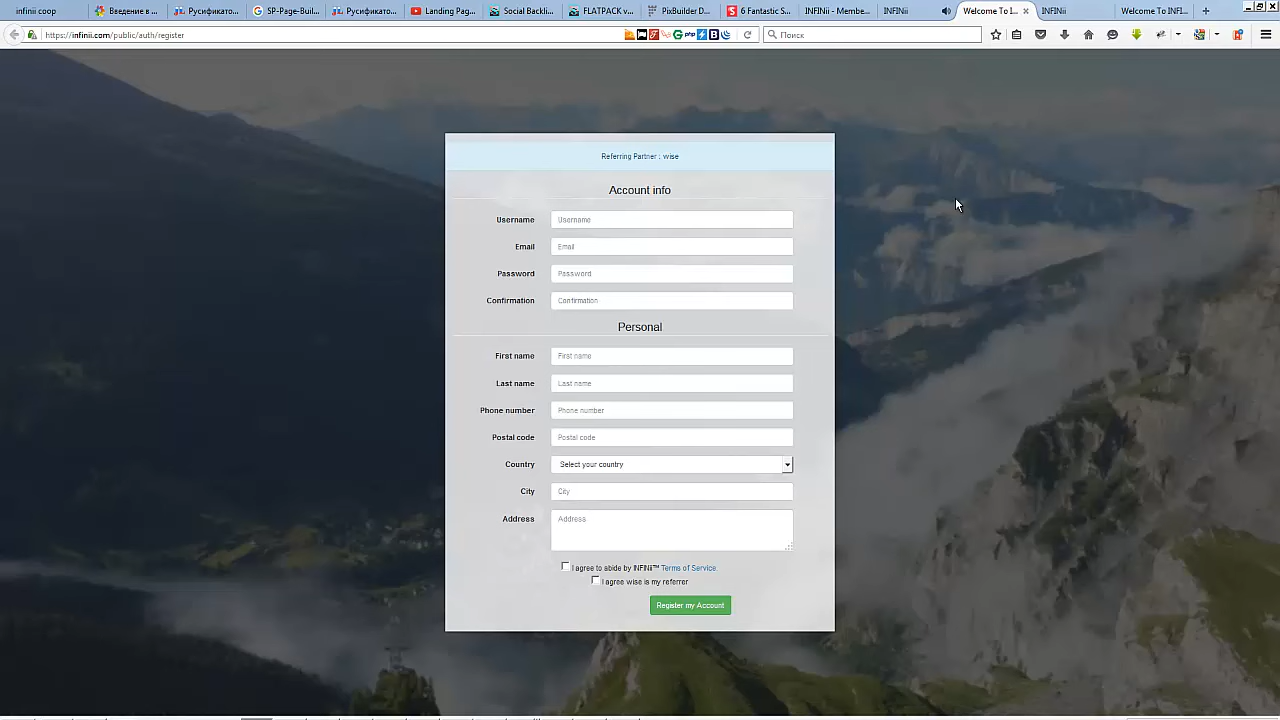 infinii coop
Введение в ...
Русификато...
SP-Page-Buil...
Русификато...
Landing Pag...
Social Backli...
FLATPACK v...
PixBuilder D...
6 Fantastic S...
INFINii - Membe...
INFINii
Welcome To I...
INFINii
Welcome To INFI...
https://infinii.com/public/auth/register
Поиск
Referring Partner : wise
Account info
Username Username
Email Email
Password Password
Confirmation Confirmation
Personal
First name First name
Last name Last name
Phone number Phone number
Postal code Postal code
Country Select your country
City City
Address Address
I agree to abide by INFINii™ Terms of Service
I agree wise is my referrer
Register my Account